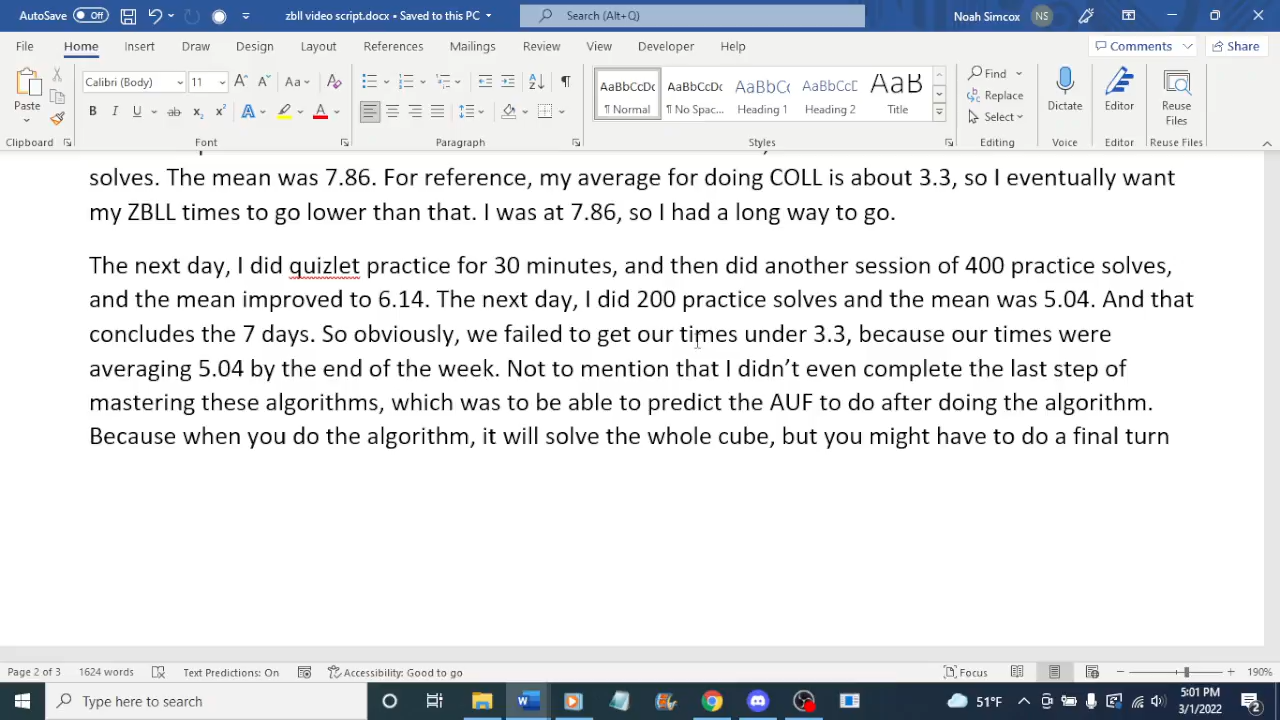 AutoSave Off zbll video script.docx • Saved to this PC Search (Alt+Q) Noah Simcox NS
File Home Insert Draw Design Layout References Mailings Review View Developer Help Comments Share
Paste Calibri (Body) 11 Aa AaBbCcDc AaBbCcDc AaBbC AaBbCcD AaB Find Replace Select Dictate Editor Reuse Files
B I U ab x₂ x² A A ¶ Normal ¶ No Spac... Heading 1 Heading 2 Title
Clipboard Font Paragraph Styles Editing Voice Editor Reuse Files
solves. The mean was 7.86. For reference, my average for doing COLL is about 3.3, so I eventually want
my ZBLL times to go lower than that. I was at 7.86, so I had a long way to go.
The next day, I did quizlet practice for 30 minutes, and then did another session of 400 practice solves,
and the mean improved to 6.14. The next day, I did 200 practice solves and the mean was 5.04. And that
concludes the 7 days. So obviously, we failed to get our times under 3.3, because our times were
averaging 5.04 by the end of the week. Not to mention that I didn’t even complete the last step of
mastering these algorithms, which was to be able to predict the AUF to do after doing the algorithm.
Because when you do the algorithm, it will solve the whole cube, but you might have to do a final turn
Page 2 of 3 1624 words Text Predictions: On Accessibility: Good to go Focus 190%
Type here to search 51°F 5:01 PM
3/1/2022 2